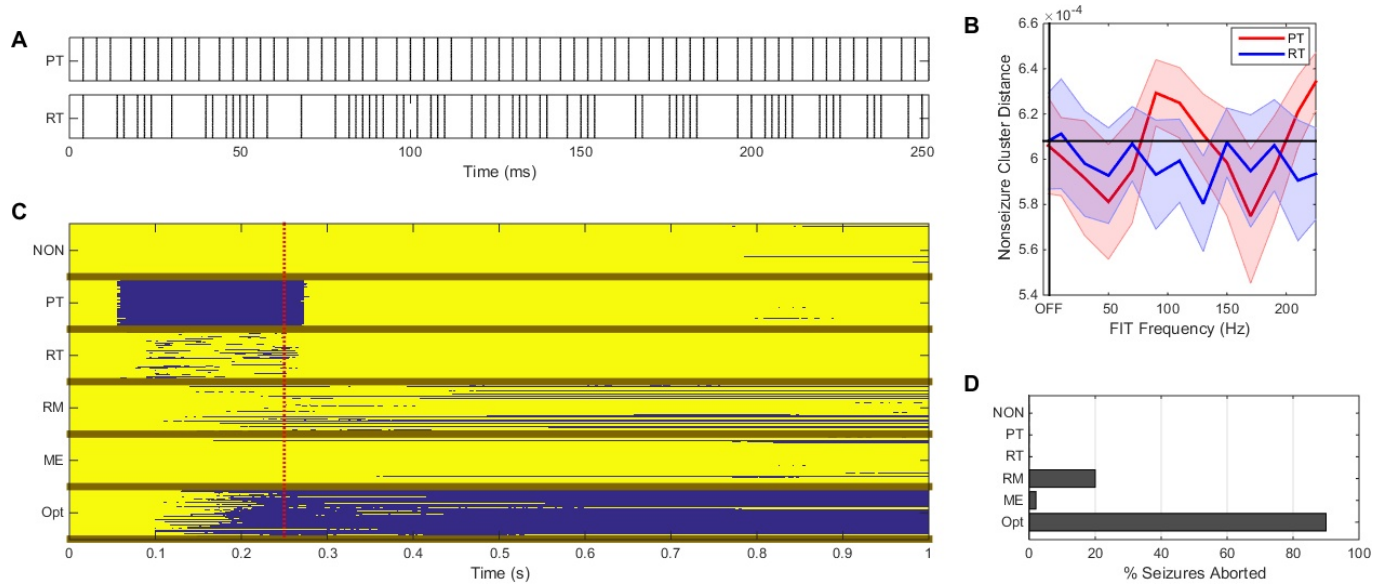 A
PT
RT
0 50 100 150 200 250
Time (ms)
B
× 10⁻⁴
6.6
6.4
6.2
6
5.8
5.6
5.4
Nonseizure Cluster Distance
PT
RT
OFF 50 100 150 200
FIT Frequency (Hz)
C
NON
PT
RT
RM
ME
Opt
0 0.1 0.2 0.3 0.4 0.5 0.6 0.7 0.8 0.9 1
Time (s)
D
NON
PT
RT
RM
ME
Opt
0 20 40 60 80 100
% Seizures Aborted